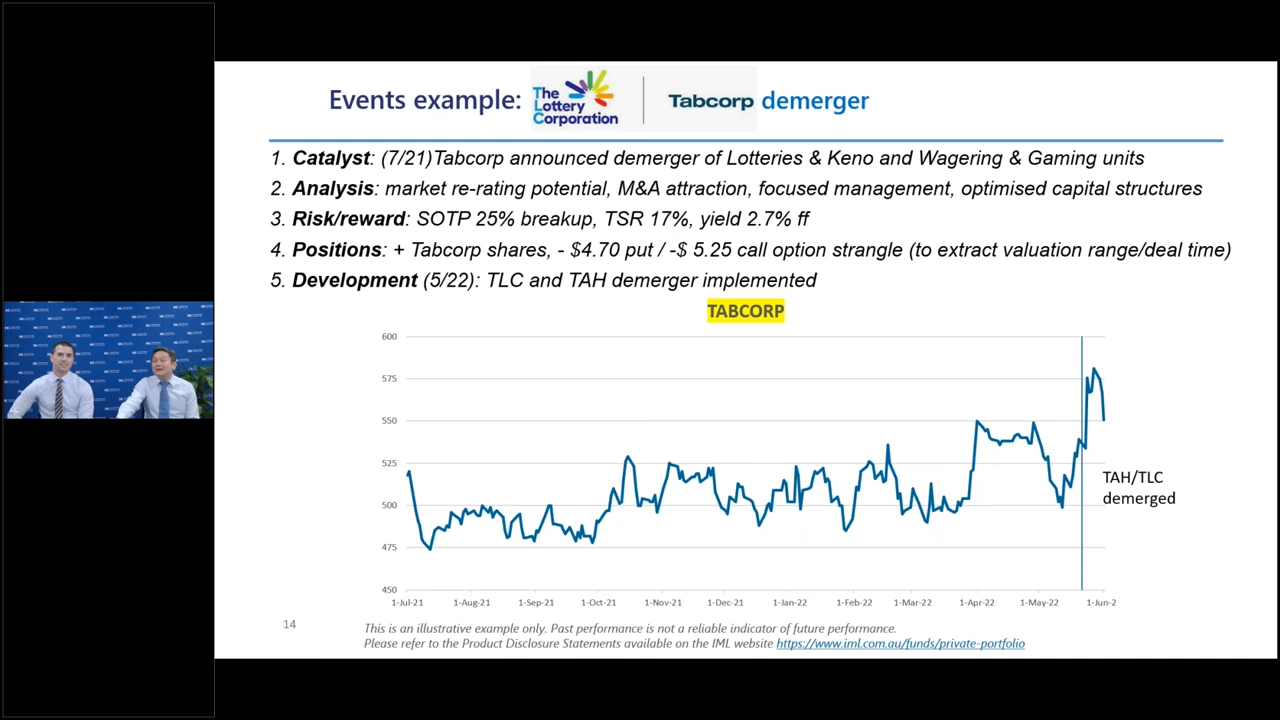 Events example:
The
Lottery
Corporation
Tabcorp demerger
1. Catalyst: (7/21)Tabcorp announced demerger of Lotteries & Keno and Wagering & Gaming units
2. Analysis: market re-rating potential, M&A attraction, focused management, optimised capital structures
3. Risk/reward: SOTP 25% breakup, TSR 17%, yield 2.7% ff
4. Positions: + Tabcorp shares, - $4.70 put / -$ 5.25 call option strangle (to extract valuation range/deal time)
5. Development (5/22): TLC and TAH demerger implemented
TABCORP
600
575
550
525
500
475
450
TAH/TLC
demerged
1-Jul-21 1-Aug-21 1-Sep-21 1-Oct-21 1-Nov-21 1-Dec-21 1-Jan-22 1-Feb-22 1-Mar-22 1-Apr-22 1-May-22 1-Jun-2
14
This is an illustrative example only. Past performance is not a reliable indicator of future performance.
Please refer to the Product Disclosure Statements available on the IML website https://www.iml.com.au/funds/private-portfolio